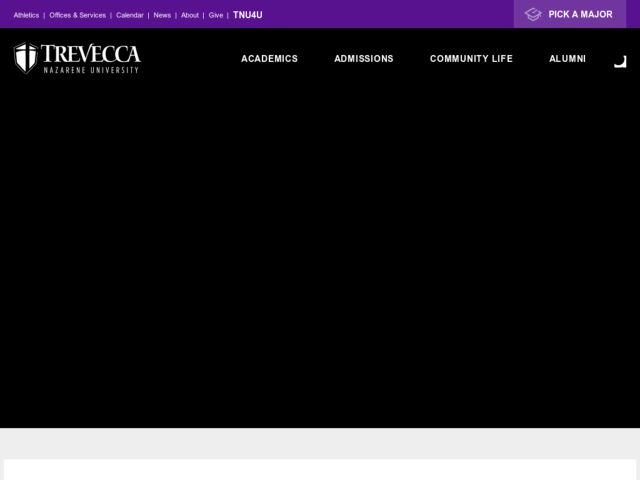 Athletics | Offices & Services | Calendar | News | About | Give | TNU4U
PICK A MAJOR
TREVECCA
NAZARENE UNIVERSITY
ACADEMICS ADMISSIONS COMMUNITY LIFE ALUMNI